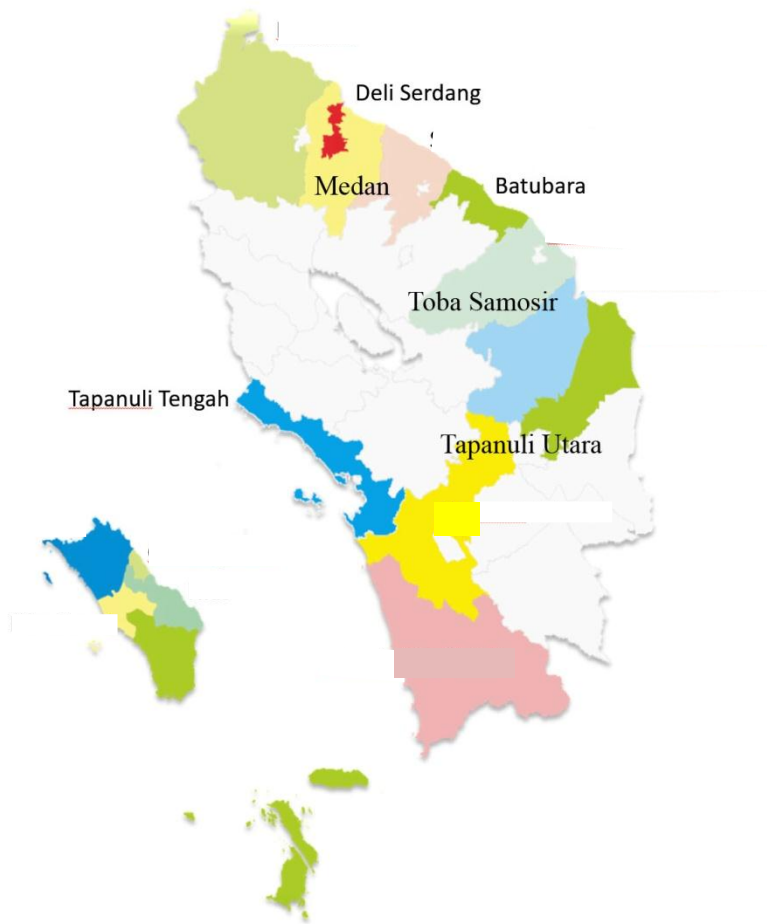 Deli Serdang
Medan
Batubara
Toba Samosir
Tapanuli Tengah
Tapanuli Utara